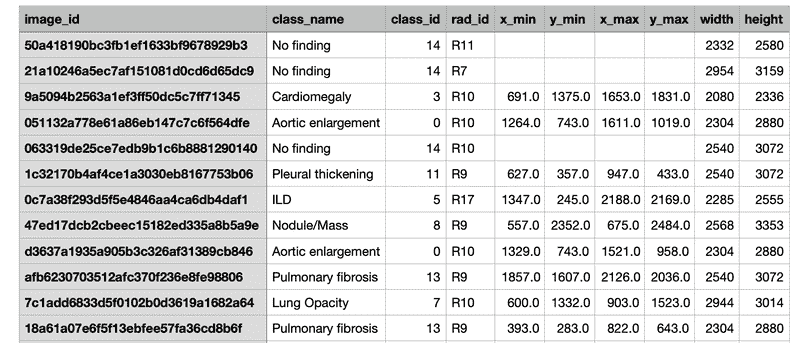 image_id class_name class_id rad_id x_min y_min x_max y_max width height
50a418190bc3fb1ef1633bf9678929b3 No finding 14 R11 2332 2580
21a10246a5ec7af151081d0cd6d65dc9 No finding 14 R7 2954 3159
9a5094b2563a1ef3ff50dc5c7ff71345 Cardiomegaly 3 R10 691.0 1375.0 1653.0 1831.0 2080 2336
051132a778e61a86eb147c7c6f564dfe Aortic enlargement 0 R10 1264.0 743.0 1611.0 1019.0 2304 2880
063319de25ce7edb9b1c6b8881290140 No finding 14 R10 2540 3072
1c32170b4af4ce1a3030eb8167753b06 Pleural thickening 11 R9 627.0 357.0 947.0 433.0 2540 3072
0c7a38f293d5f5e4846aa4ca6db4daf1 ILD 5 R17 1347.0 245.0 2188.0 2169.0 2285 2555
47ed17dcb2cbeec15182ed335a8b5a9e Nodule/Mass 8 R9 557.0 2352.0 675.0 2484.0 2568 3353
d3637a1935a905b3c326af31389cb846 Aortic enlargement 0 R10 1329.0 743.0 1521.0 958.0 2304 2880
afb6230703512afc370f236e8fe98806 Pulmonary fibrosis 13 R9 1857.0 1607.0 2126.0 2036.0 2540 3072
7c1add6833d5f0102b0d3619a1682a64 Lung Opacity 7 R10 600.0 1332.0 903.0 1523.0 2944 3014
18a61a07e6f5f13ebfee57fa36cd8b6f Pulmonary fibrosis 13 R9 393.0 283.0 822.0 643.0 2304 2880